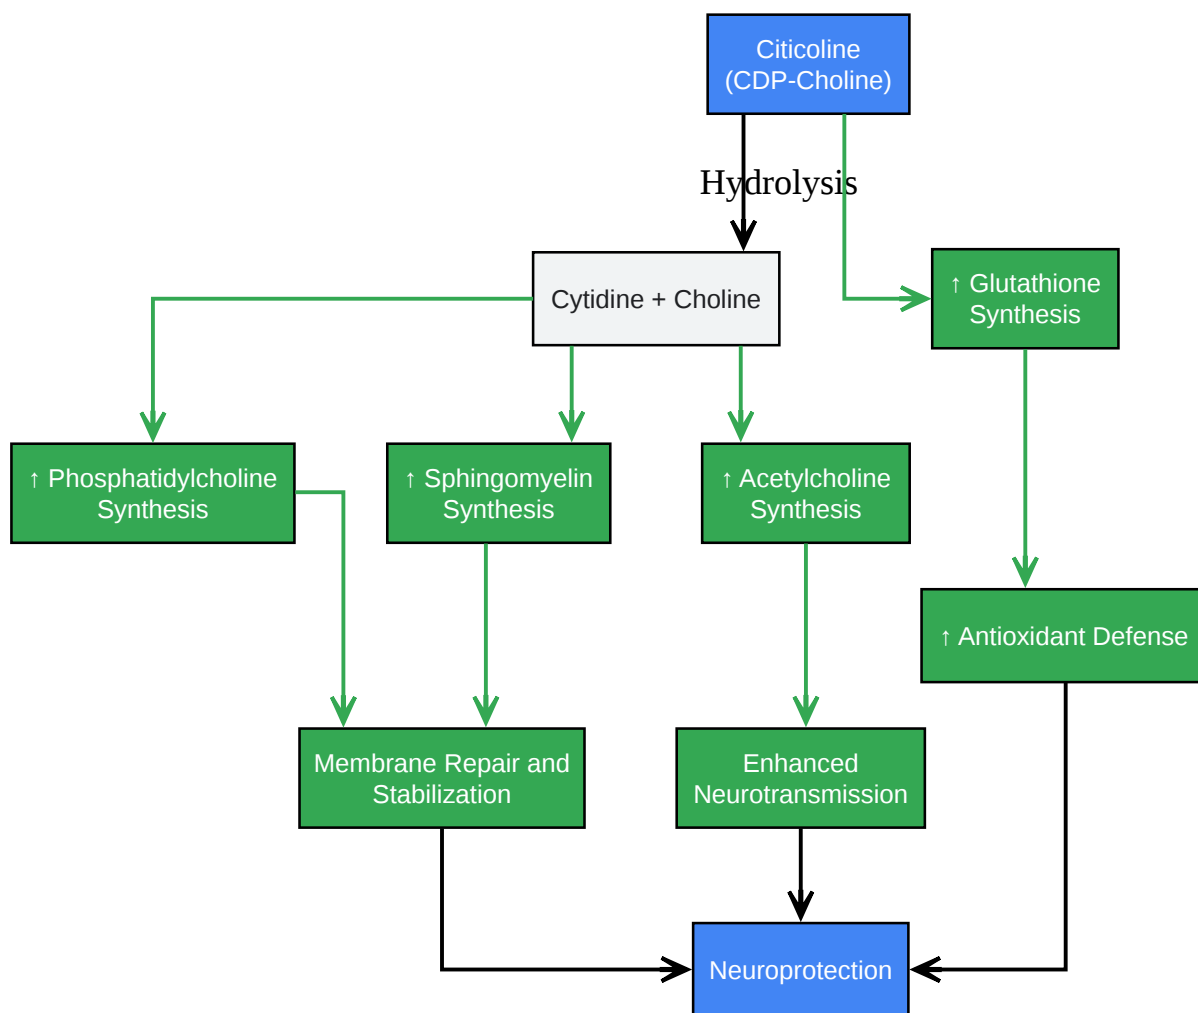 Citicoline
(CDP-Choline)
Hydrolysis
Cytidine + Choline
↑ Glutathione
Synthesis
↑ Phosphatidylcholine
Synthesis
↑ Sphingomyelin
Synthesis
↑ Acetylcholine
Synthesis
↑ Antioxidant Defense
Membrane Repair and
Stabilization
Enhanced
Neurotransmission
Neuroprotection